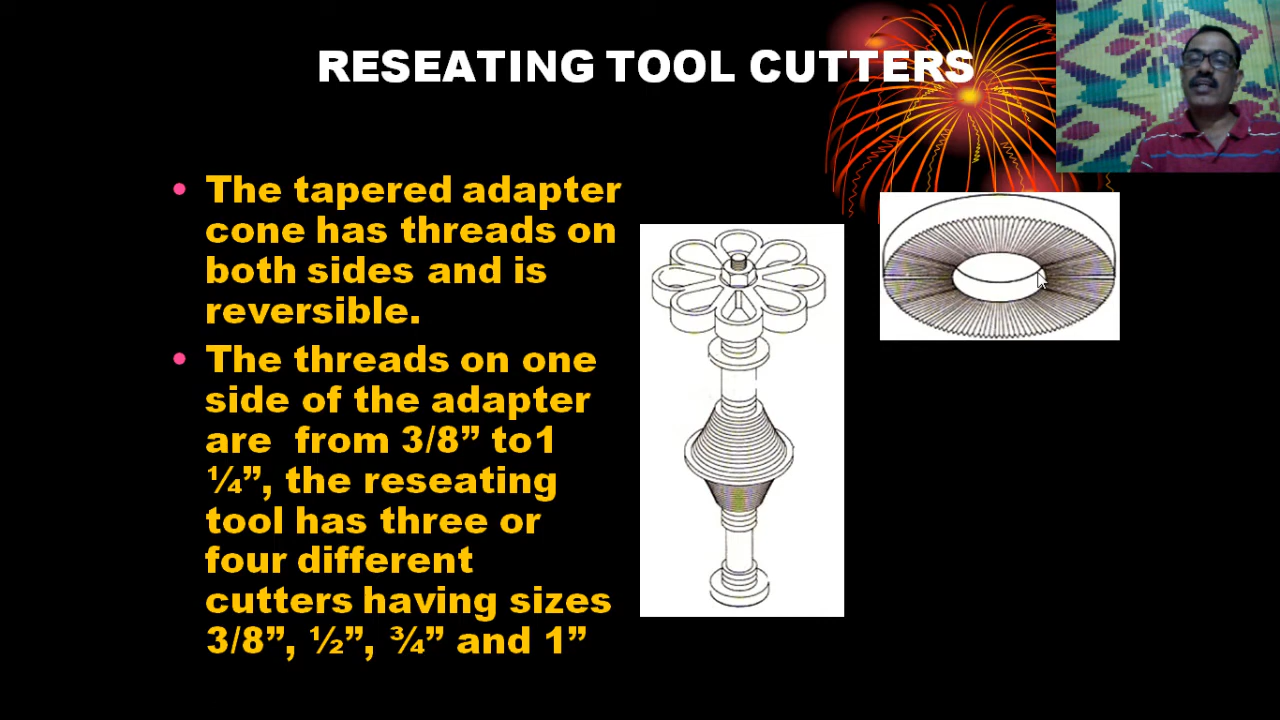 RESEATING TOOL CUTTERS
• The tapered adapter
cone has threads on
both sides and is
reversible.
• The threads on one
side of the adapter
are  from 3/8” to1
¼”, the reseating
tool has three or
four different
cutters having sizes
3/8”, ½”, ¾” and 1”